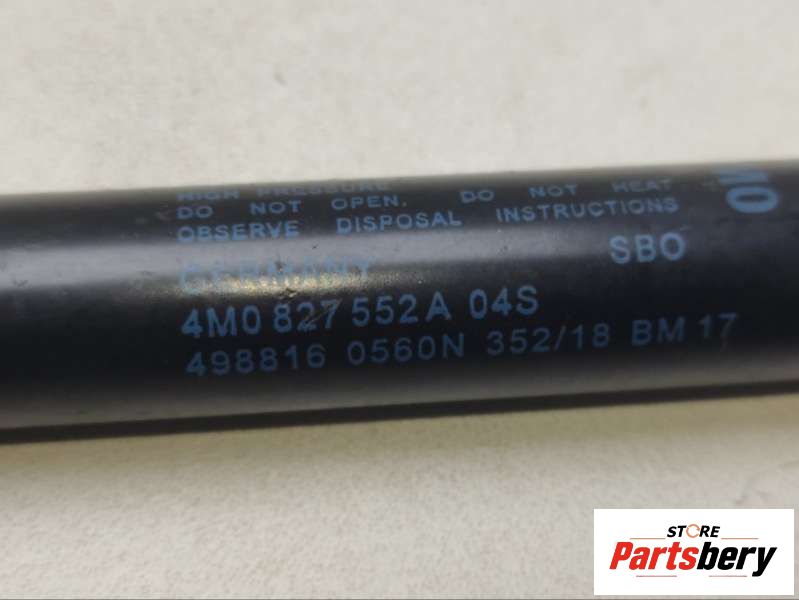 HIGH PRESSURE
DO NOT OPEN. DO NOT HEAT
OBSERVE DISPOSAL INSTRUCTIONS
GERMANY
SBO
4M0 827 552 A 04S
498816 0560N 352/18 BM 17
STORE
Partsbery